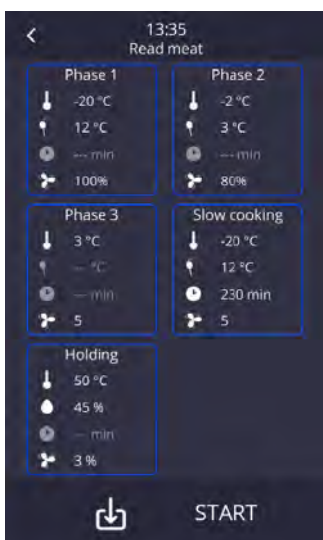 13:35
Read meat
Phase 1
-20 °C
12 °C
--- min
100%
Phase 2
-2 °C
3 °C
--- min
80%
Phase 3
3 °C
-- °C
--- min
5
Slow cooking
-20 °C
12 °C
230 min
5
Holding
50 °C
45 %
-- min
3 %
START